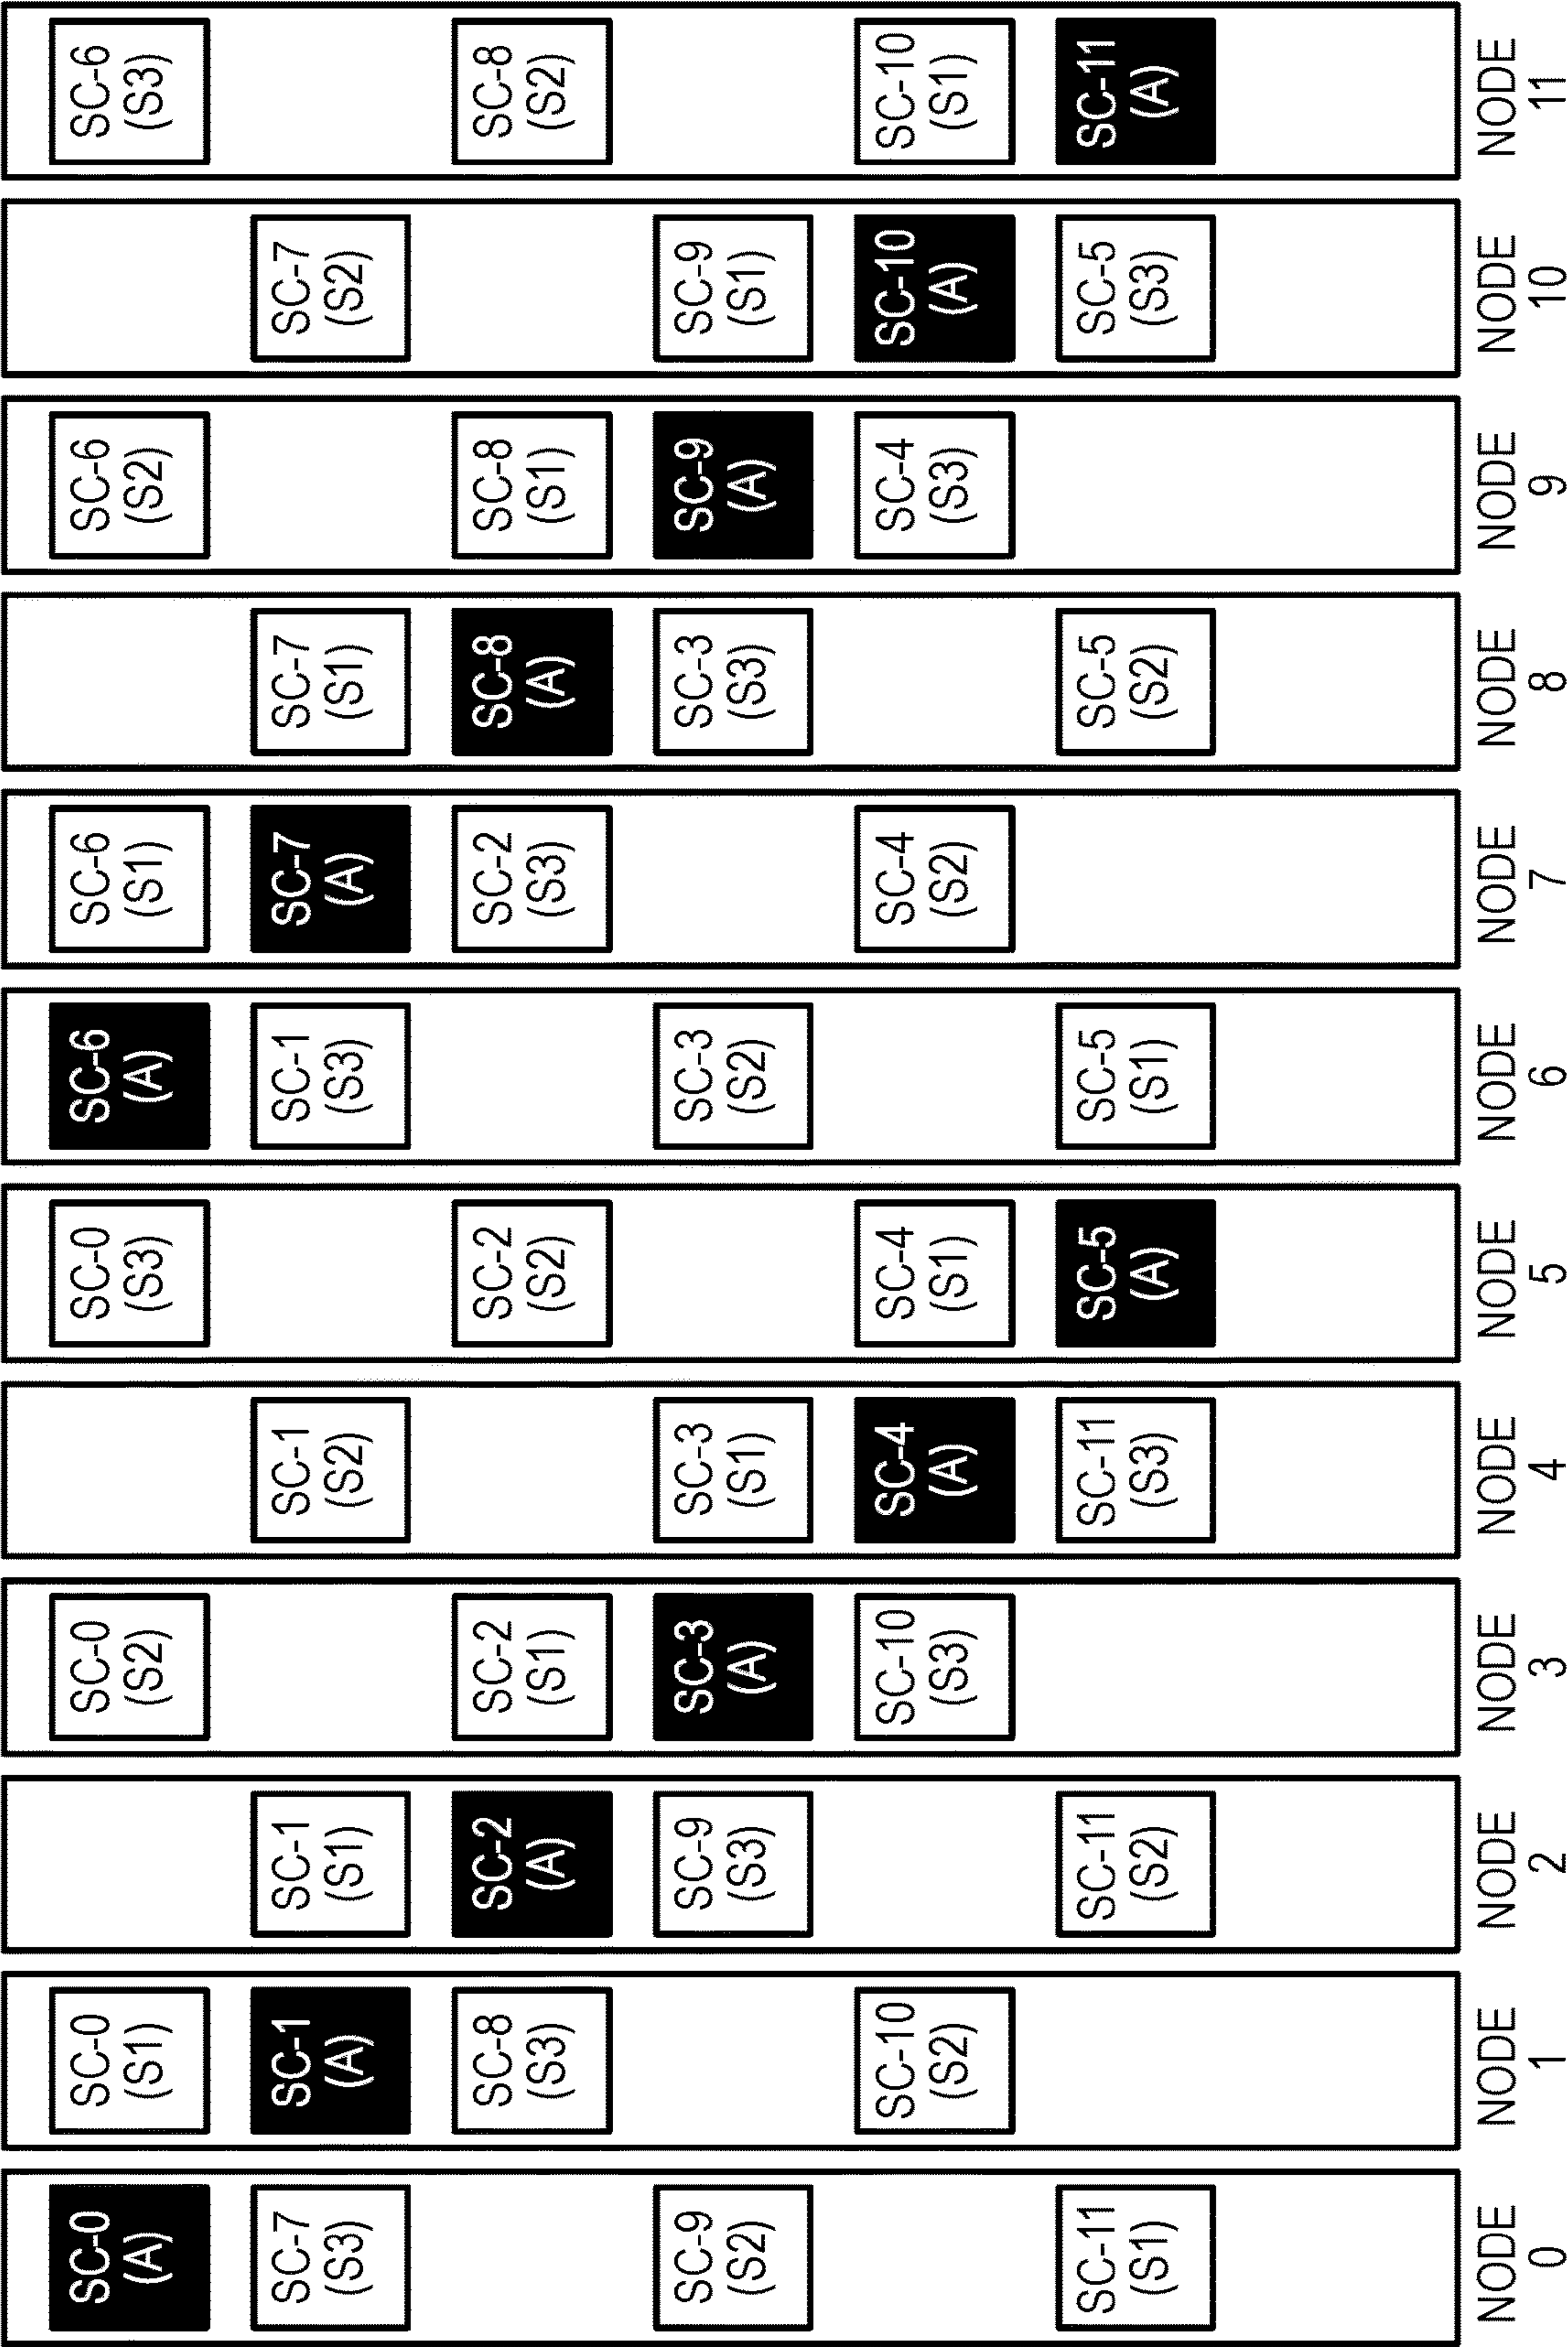 SC-6
(S3)
SC-8
(S2)
SC-10
(S1)
SC-11
(A)
NODE
11
SC-7
(S2)
SC-9
(S1)
SC-10
(A)
SC-5
(S3)
NODE
10
SC-6
(S2)
SC-8
(S1)
SC-9
(A)
SC-4
(S3)
NODE
9
SC-7
(S1)
SC-8
(A)
SC-3
(S3)
SC-5
(S2)
NODE
8
SC-6
(S1)
SC-7
(A)
SC-2
(S3)
SC-4
(S2)
NODE
7
SC-6
(A)
SC-1
(S3)
SC-3
(S2)
SC-5
(S1)
NODE
6
SC-0
(S3)
SC-2
(S2)
SC-4
(S1)
SC-5
(A)
NODE
5
SC-1
(S2)
SC-3
(S1)
SC-4
(A)
SC-11
(S3)
NODE
4
SC-0
(S2)
SC-2
(S1)
SC-3
(A)
SC-10
(S3)
NODE
3
SC-1
(S1)
SC-2
(A)
SC-9
(S3)
SC-11
(S2)
NODE
2
SC-0
(S1)
SC-1
(A)
SC-8
(S3)
SC-10
(S2)
NODE
1
SC-0
(A)
SC-7
(S3)
SC-9
(S2)
SC-11
(S1)
NODE
0